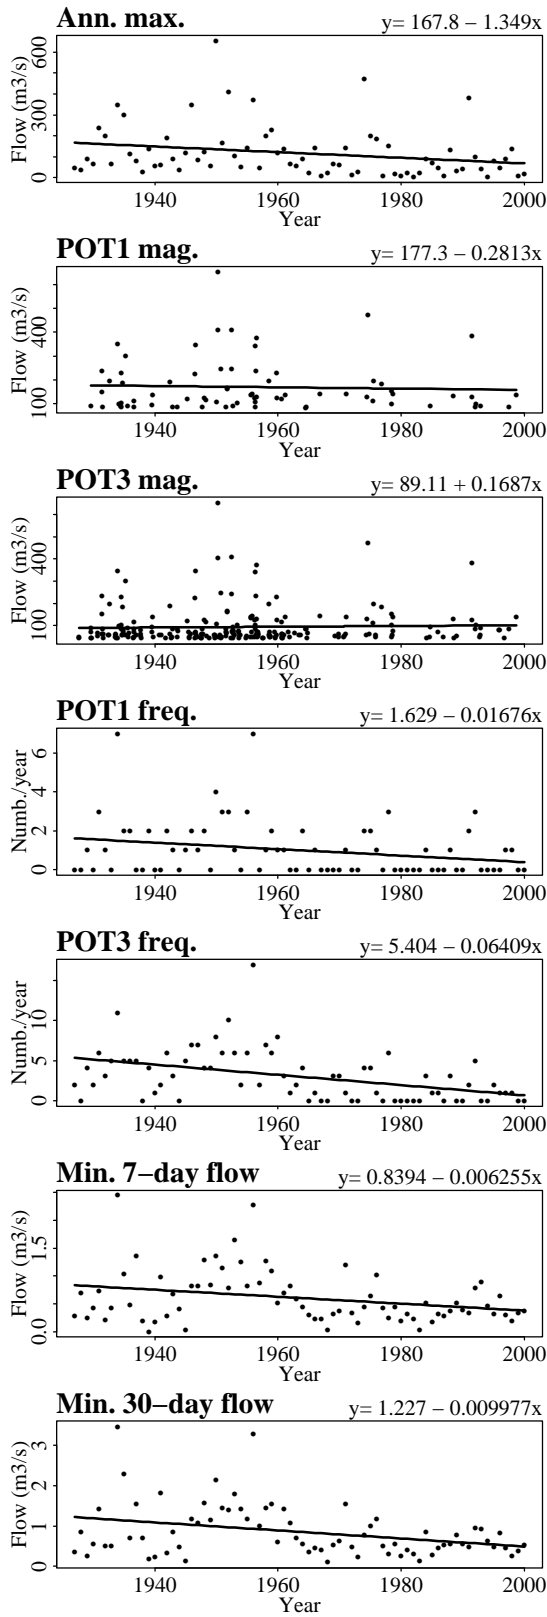 Ann. max.
y= 167.8 − 1.349x
Flow (m3/s)
0 300 600
1940 1960 1980 2000
Year
POT1 mag.
y= 177.3 − 0.2813x
Flow (m3/s)
100 400
1940 1960 1980 2000
Year
POT3 mag.
y= 89.11 + 0.1687x
Flow (m3/s)
100 400
1940 1960 1980 2000
Year
POT1 freq.
y= 1.629 − 0.01676x
Numb./year
0 2 4 6
1940 1960 1980 2000
Year
POT3 freq.
y= 5.404 − 0.06409x
Numb./year
0 5 10
1940 1960 1980 2000
Year
Min. 7−day flow
y= 0.8394 − 0.006255x
Flow (m3/s)
0.0 1.5
1940 1960 1980 2000
Year
Min. 30−day flow
y= 1.227 − 0.009977x
Flow (m3/s)
0 1 2 3
1940 1960 1980 2000
Year